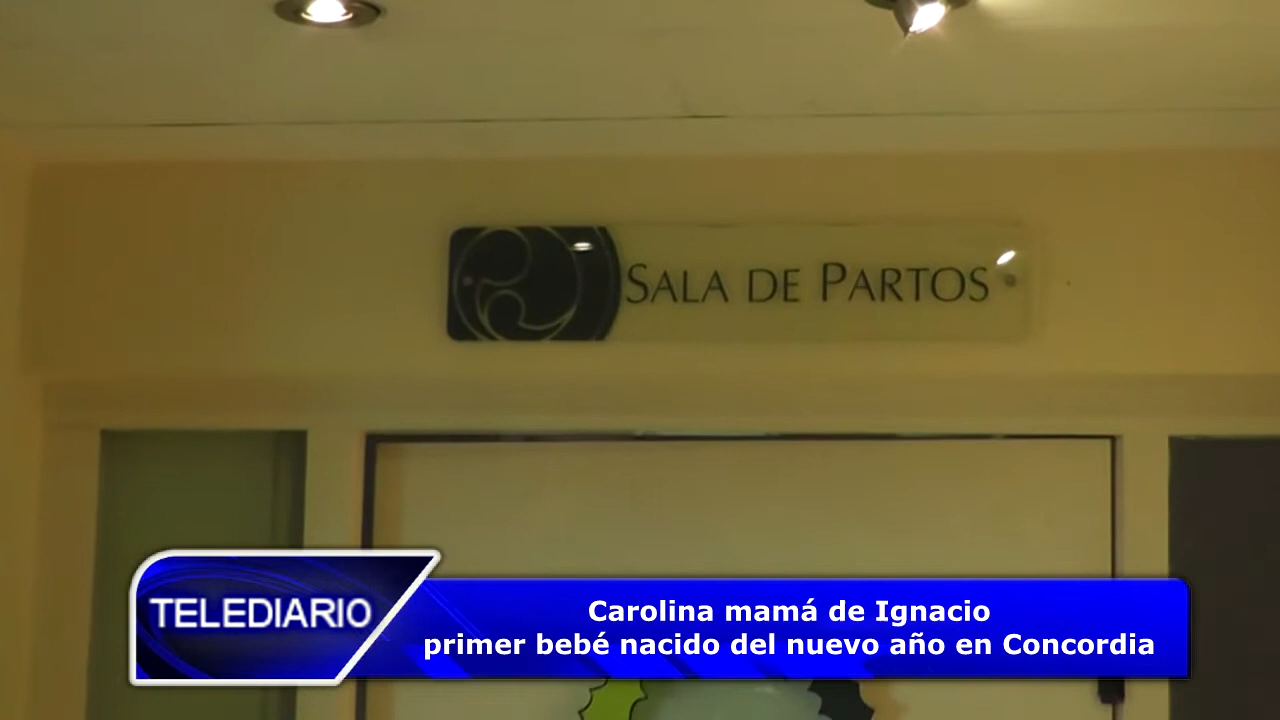 SALA DE PARTOS
TELEDIARIO
Carolina mamá de Ignacio
primer bebé nacido del nuevo año en Concordia